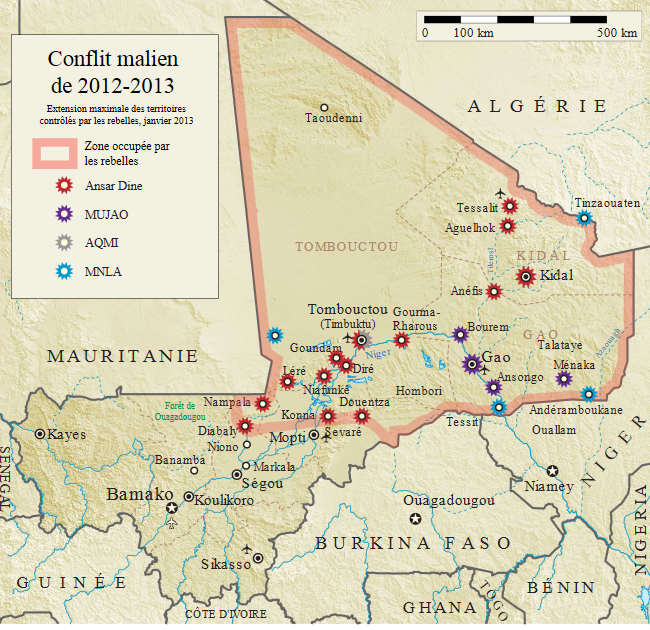 Conflit malien
de 2012-2013
Extension maximale des territoires
contrôlés par les rebelles, janvier 2013
Zone occupée par
les rebelles
Ansar Dine
MUJAO
AQMI
MNLA
0 100 km 500 km
ALGÉRIE
Taoudenni
Tessalit
Tinzaouaten
Aguelhok
TOMBOUCTOU
KIDAL
Kidal
Anéfis
Tombouctou
(Timbuktu)
Gourma-
Rharous
Bourem
GAO
Talataye
Azaouagh
MAURITANIE
Goundam
Niger
Diré
Gao
Ménaka
Léré
Niafunké
Ansongo
Hombori
Nampala
Douentza
Andéramboukane
Forêt de
Ouagadougou
Konna
Tessit
Kayes
Diabaly
Mopti
Sévaré
Ouallam
Niono
SÉNÉGAL
Banamba
Markala
NIGER
Ségou
Niamey
Bamako
Koulikoro
Ouagadougou
NIGERIA
BURKINA FASO
Sikasso
GUINÉE
BÉNIN
CÔTE D'IVOIRE
GHANA
TOGO